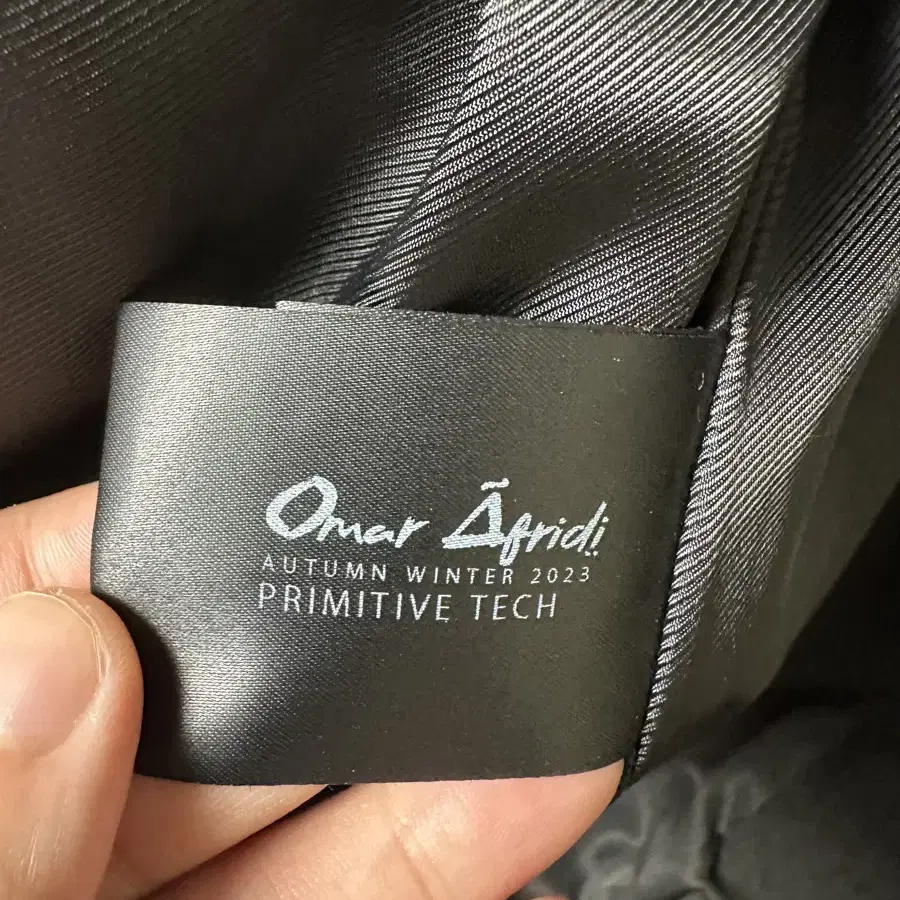 Omar Āfridi
AUTUMN WINTER 2023
PRIMITIVE TECH